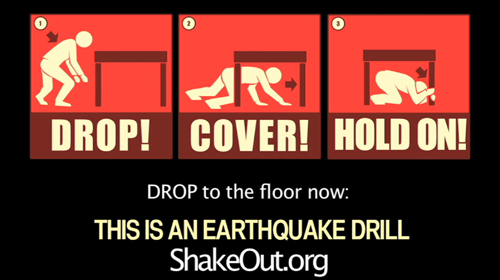 1
2
3
DROP!
COVER!
HOLD ON!
DROP to the floor now:
THIS IS AN EARTHQUAKE DRILL
ShakeOut.org